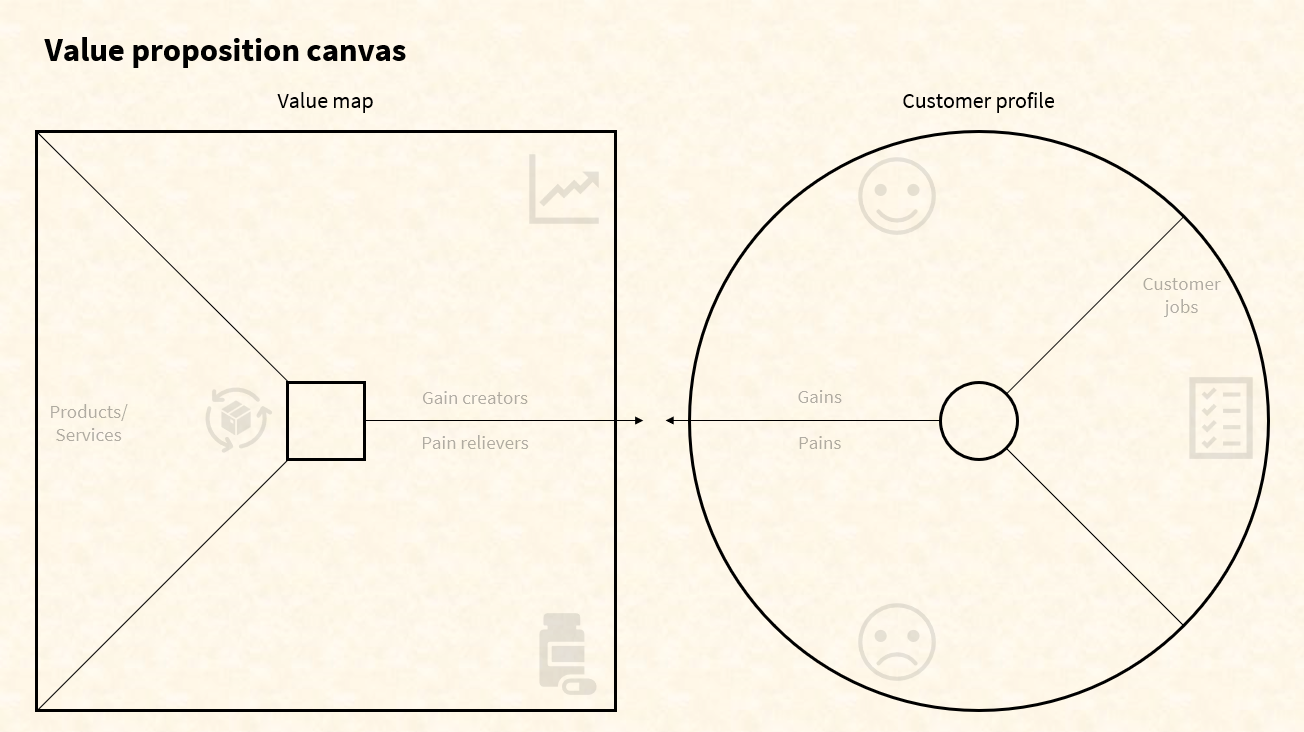 Value proposition canvas
Value map
Customer profile
Products/
Services
Gain creators
Pain relievers
Gains
Pains
Customer
jobs